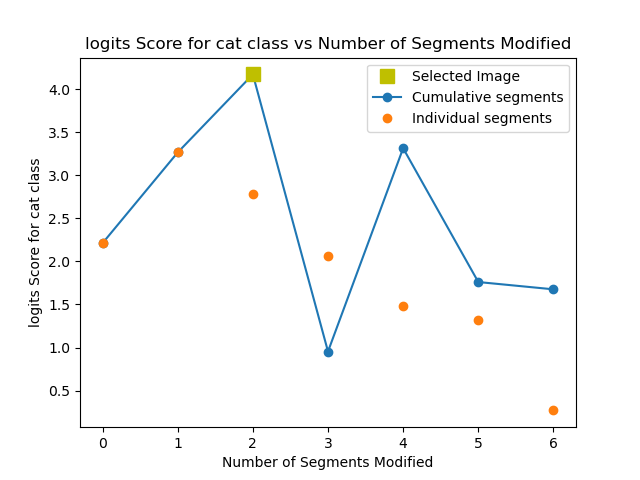 logits Score for cat class vs Number of Segments Modified
Selected Image
Cumulative segments
Individual segments
logits Score for cat class
4.0
3.5
3.0
2.5
2.0
1.5
1.0
0.5
0 1 2 3 4 5 6
Number of Segments Modified